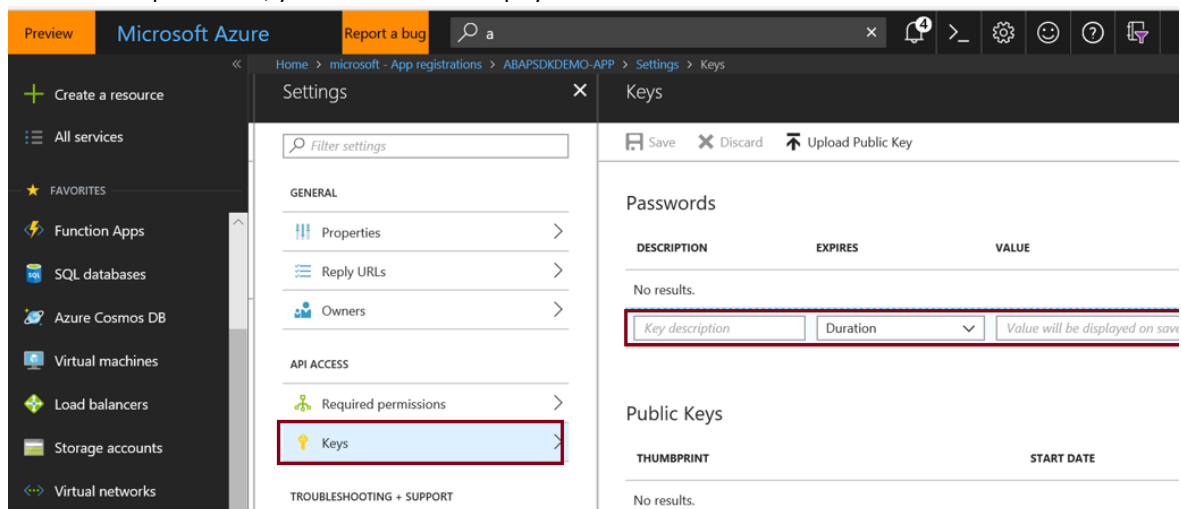 Preview
Microsoft Azure
Report a bug
a
4
Home > microsoft - App registrations > ABAPSDKDEMO-APP > Settings > Keys
Create a resource
All services
FAVORITES
Function Apps
SQL databases
Azure Cosmos DB
Virtual machines
Load balancers
Storage accounts
Virtual networks
Settings
Filter settings
GENERAL
Properties
Reply URLs
Owners
API ACCESS
Required permissions
Keys
TROUBLESHOOTING + SUPPORT
Keys
Save Discard Upload Public Key
Passwords
DESCRIPTION EXPIRES VALUE
No results.
Key description Duration Value will be displayed on save
Public Keys
THUMBPRINT START DATE
No results.